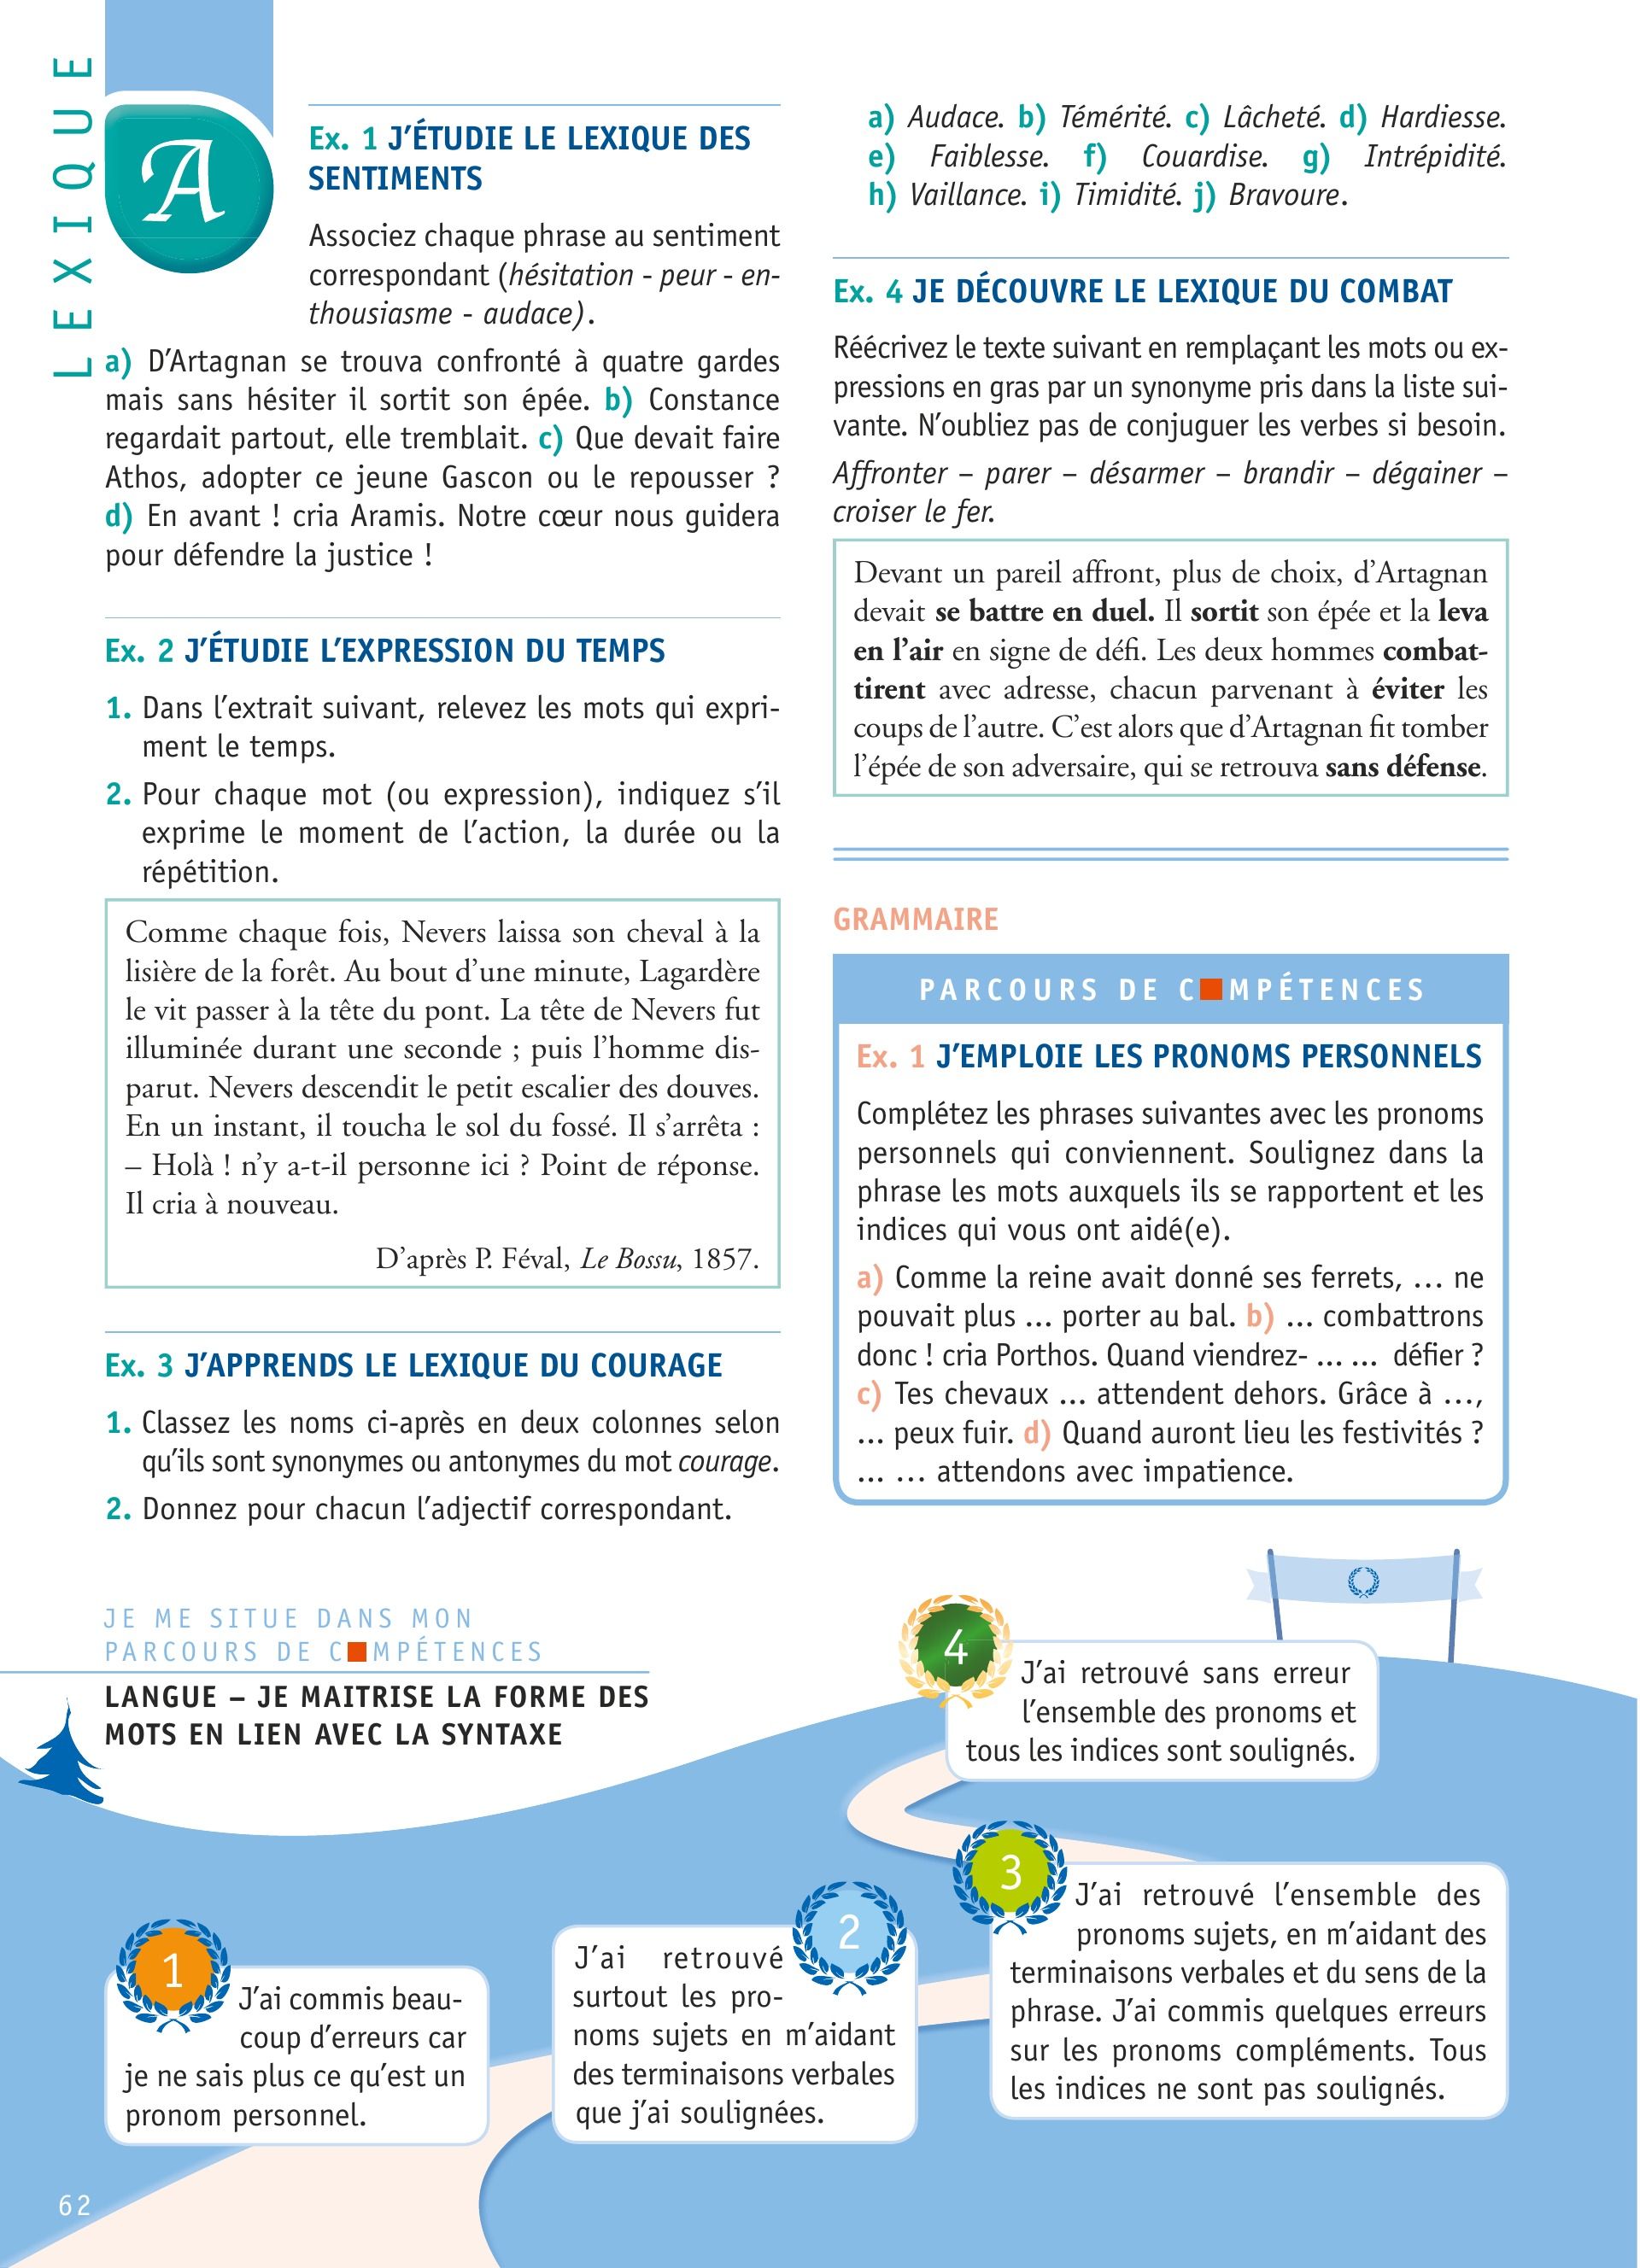 LEXIQUE
A
Ex. 1 J'ÉTUDIE LE LEXIQUE DES
SENTIMENTS
Associez chaque phrase au sentiment
correspondant (hésitation - peur - en-
thousiasme - audace).
a) D'Artagnan se trouva confronté à quatre gardes
mais sans hésiter il sortit son épée. b) Constance
regardait partout, elle tremblait. c) Que devait faire
Athos, adopter ce jeune Gascon ou le repousser ?
d) En avant ! cria Aramis. Notre cœur nous guidera
pour défendre la justice !
Ex. 2 J'ÉTUDIE L'EXPRESSION DU TEMPS
1. Dans l'extrait suivant, relevez les mots qui expri-
ment le temps.
2. Pour chaque mot (ou expression), indiquez s'il
exprime le moment de l'action, la durée ou la
répétition.
Comme chaque fois, Nevers laissa son cheval à la
lisière de la forêt. Au bout d'une minute, Lagardère
le vit passer à la tête du pont. La tête de Nevers fut
illuminée durant une seconde ; puis l'homme dis-
parut. Nevers descendit le petit escalier des douves.
En un instant, il toucha le sol du fossé. Il s'arrêta :
– Holà ! n'y a-t-il personne ici ? Point de réponse.
Il cria à nouveau.
D'après P. Féval, Le Bossu, 1857.
Ex. 3 J'APPRENDS LE LEXIQUE DU COURAGE
1. Classez les noms ci-après en deux colonnes selon
qu'ils sont synonymes ou antonymes du mot courage.
2. Donnez pour chacun l'adjectif correspondant.
a) Audace. b) Témérité. c) Lâcheté. d) Hardiesse.
e) Faiblesse. f) Couardise. g) Intrépidité.
h) Vaillance. i) Timidité. j) Bravoure.
Ex. 4 JE DÉCOUVRE LE LEXIQUE DU COMBAT
Réécrivez le texte suivant en remplaçant les mots ou ex-
pressions en gras par un synonyme pris dans la liste sui-
vante. N'oubliez pas de conjuguer les verbes si besoin.
Affronter – parer – désarmer – brandir – dégainer –
croiser le fer.
Devant un pareil affront, plus de choix, d'Artagnan
devait se battre en duel. Il sortit son épée et la leva
en l'air en signe de défi. Les deux hommes combat-
tirent avec adresse, chacun parvenant à éviter les
coups de l'autre. C'est alors que d'Artagnan fit tomber
l'épée de son adversaire, qui se retrouva sans défense.
GRAMMAIRE
PARCOURS DE C■MPÉTENCES
Ex. 1 J'EMPLOIE LES PRONOMS PERSONNELS
Complétez les phrases suivantes avec les pronoms
personnels qui conviennent. Soulignez dans la
phrase les mots auxquels ils se rapportent et les
indices qui vous ont aidé(e).
a) Comme la reine avait donné ses ferrets, ... ne
pouvait plus ... porter au bal. b) ... combattrons
donc ! cria Porthos. Quand viendrez- ... ... défier ?
c) Tes chevaux ... attendent dehors. Grâce à ...,
... peux fuir. d) Quand auront lieu les festivités ?
... ... attendons avec impatience.
JE ME SITUE DANS MON
PARCOURS DE C■MPÉTENCES
LANGUE – JE MAITRISE LA FORME DES
MOTS EN LIEN AVEC LA SYNTAXE
1
J'ai commis beau-
coup d'erreurs car
je ne sais plus ce qu'est un
pronom personnel.
2
J'ai retrouvé
surtout les pro-
noms sujets en m'aidant
des terminaisons verbales
que j'ai soulignées.
3
J'ai retrouvé l'ensemble des
pronoms sujets, en m'aidant des
terminaisons verbales et du sens de la
phrase. J'ai commis quelques erreurs
sur les pronoms compléments. Tous
les indices ne sont pas soulignés.
4
J'ai retrouvé sans erreur
l'ensemble des pronoms et
tous les indices sont soulignés.
62